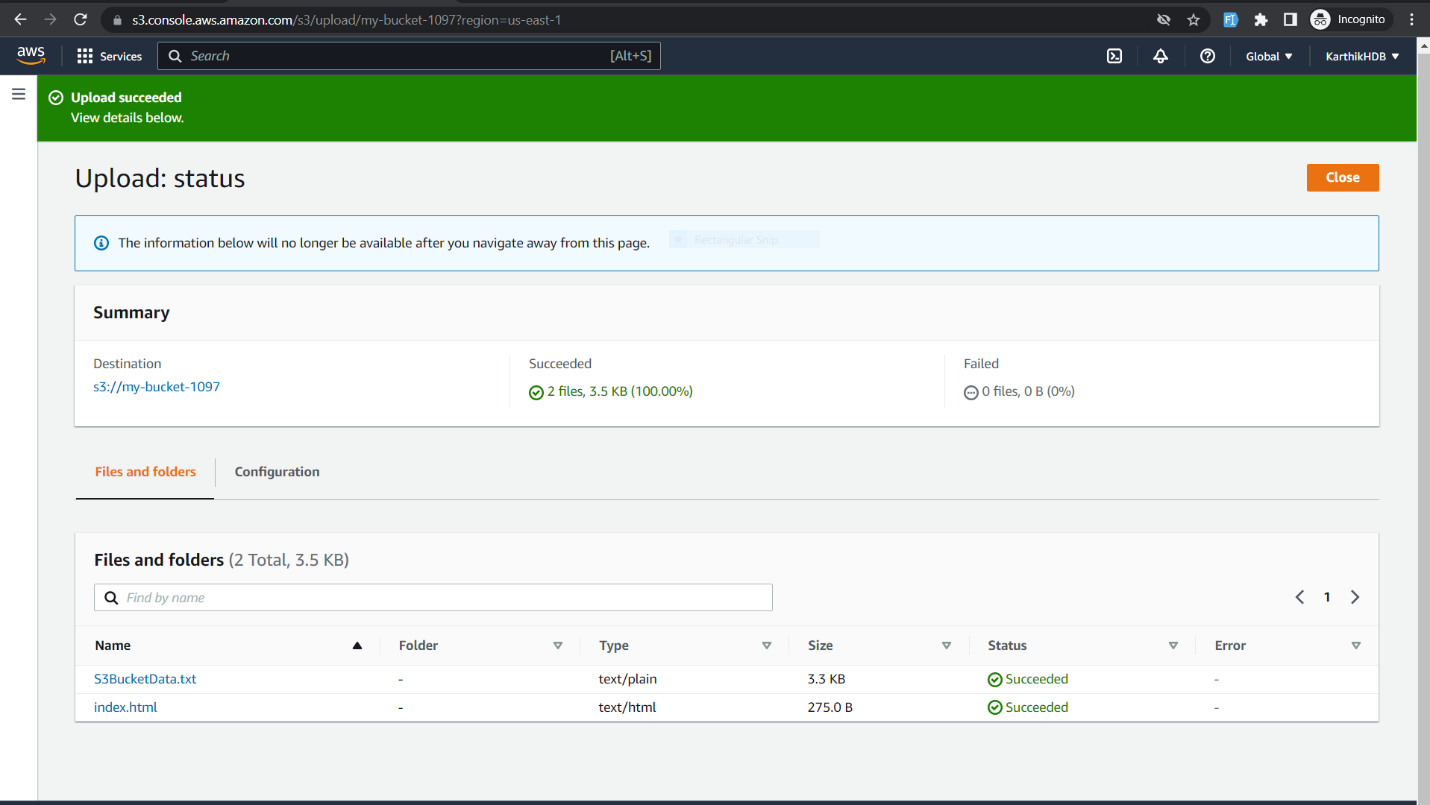 s3.console.aws.amazon.com/s3/upload/my-bucket-1097?region=us-east-1
Incognito
aws
Services
Search
[Alt+S]
Global
KarthikHDB
Upload succeeded
View details below.
Upload: status
Close
The information below will no longer be available after you navigate away from this page.
Rectangular Snip
Summary
Destination
s3://my-bucket-1097
Succeeded
2 files, 3.5 KB (100.00%)
Failed
0 files, 0 B (0%)
Files and folders
Configuration
Files and folders (2 Total, 3.5 KB)
Find by name
1
Name Folder Type Size Status Error
S3BucketData.txt - text/plain 3.3 KB Succeeded -
index.html - text/html 275.0 B Succeeded -